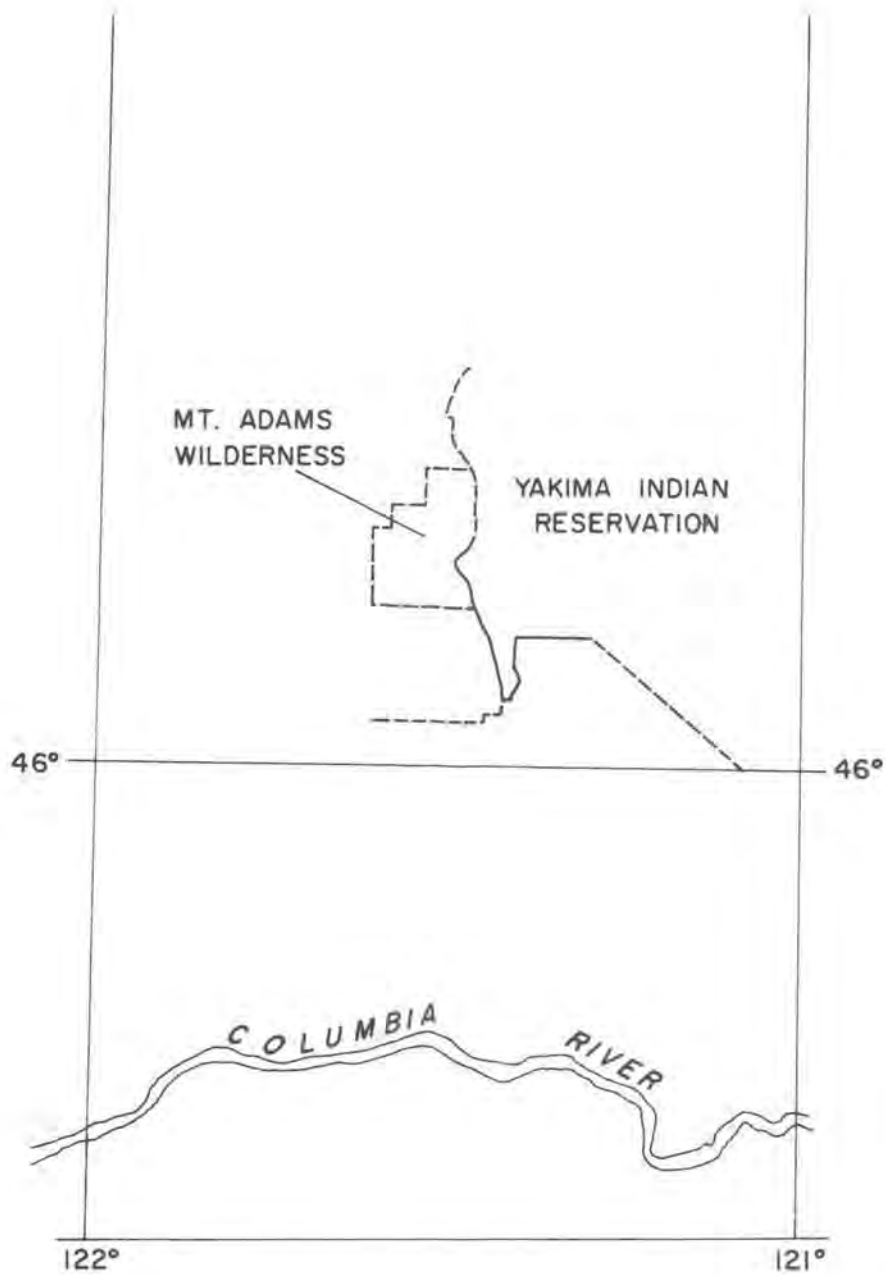 MT. ADAMS
WILDERNESS
YAKIMA INDIAN
RESERVATION
46°
46°
COLUMBIA
RIVER
122°
121°